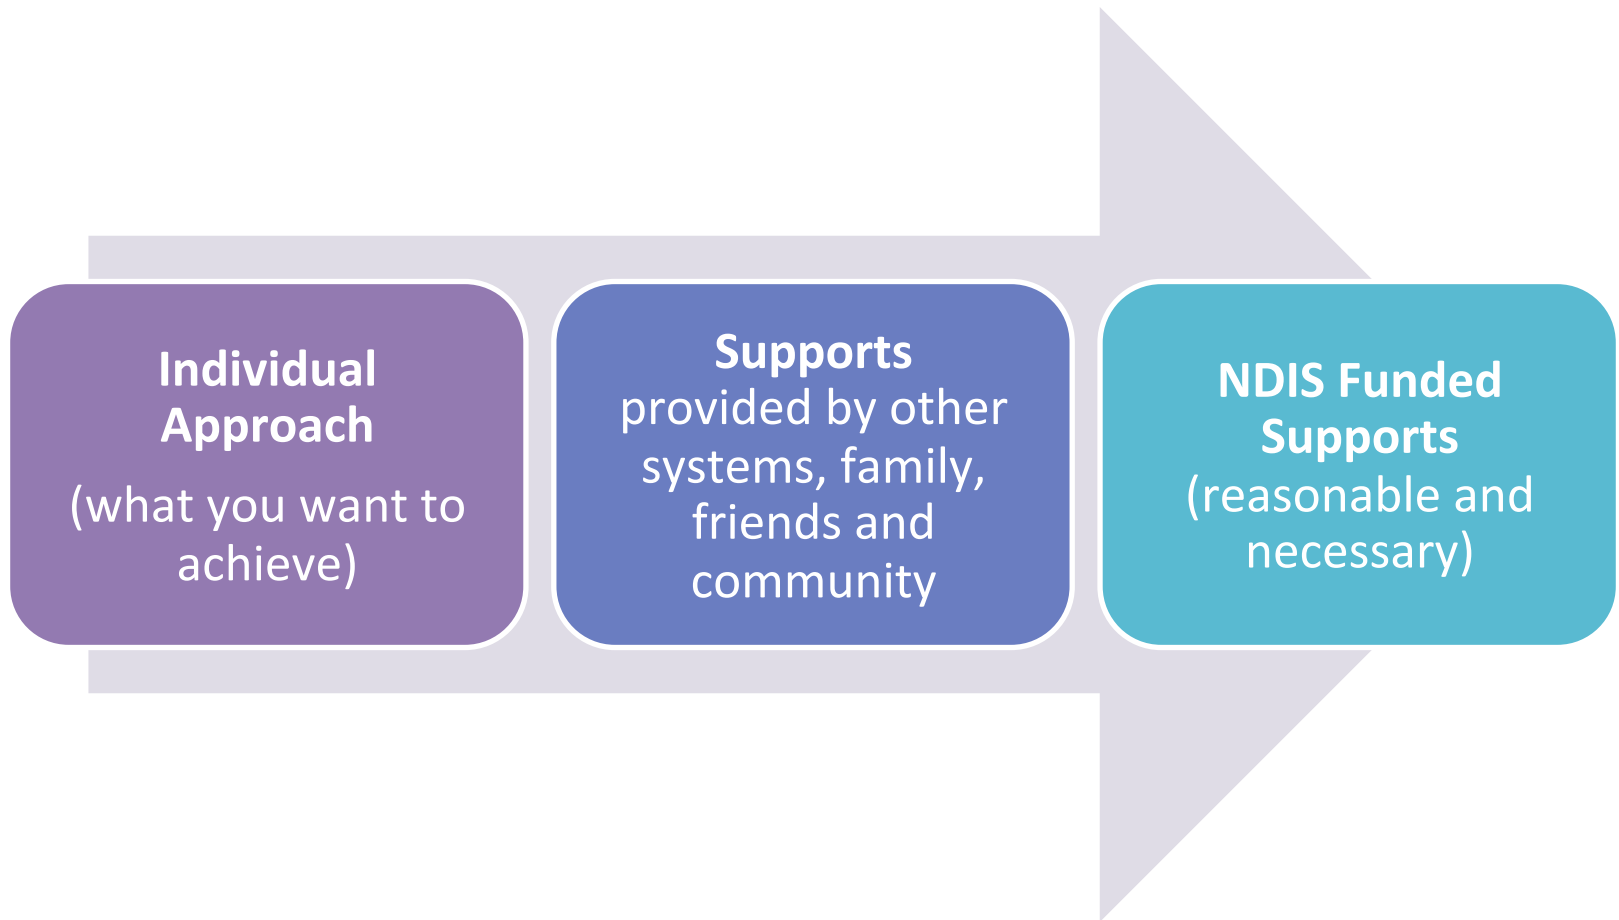 Individual
Approach
(what you want to
achieve)
Supports
provided by other
systems, family,
friends and
community
NDIS Funded
Supports
(reasonable and
necessary)